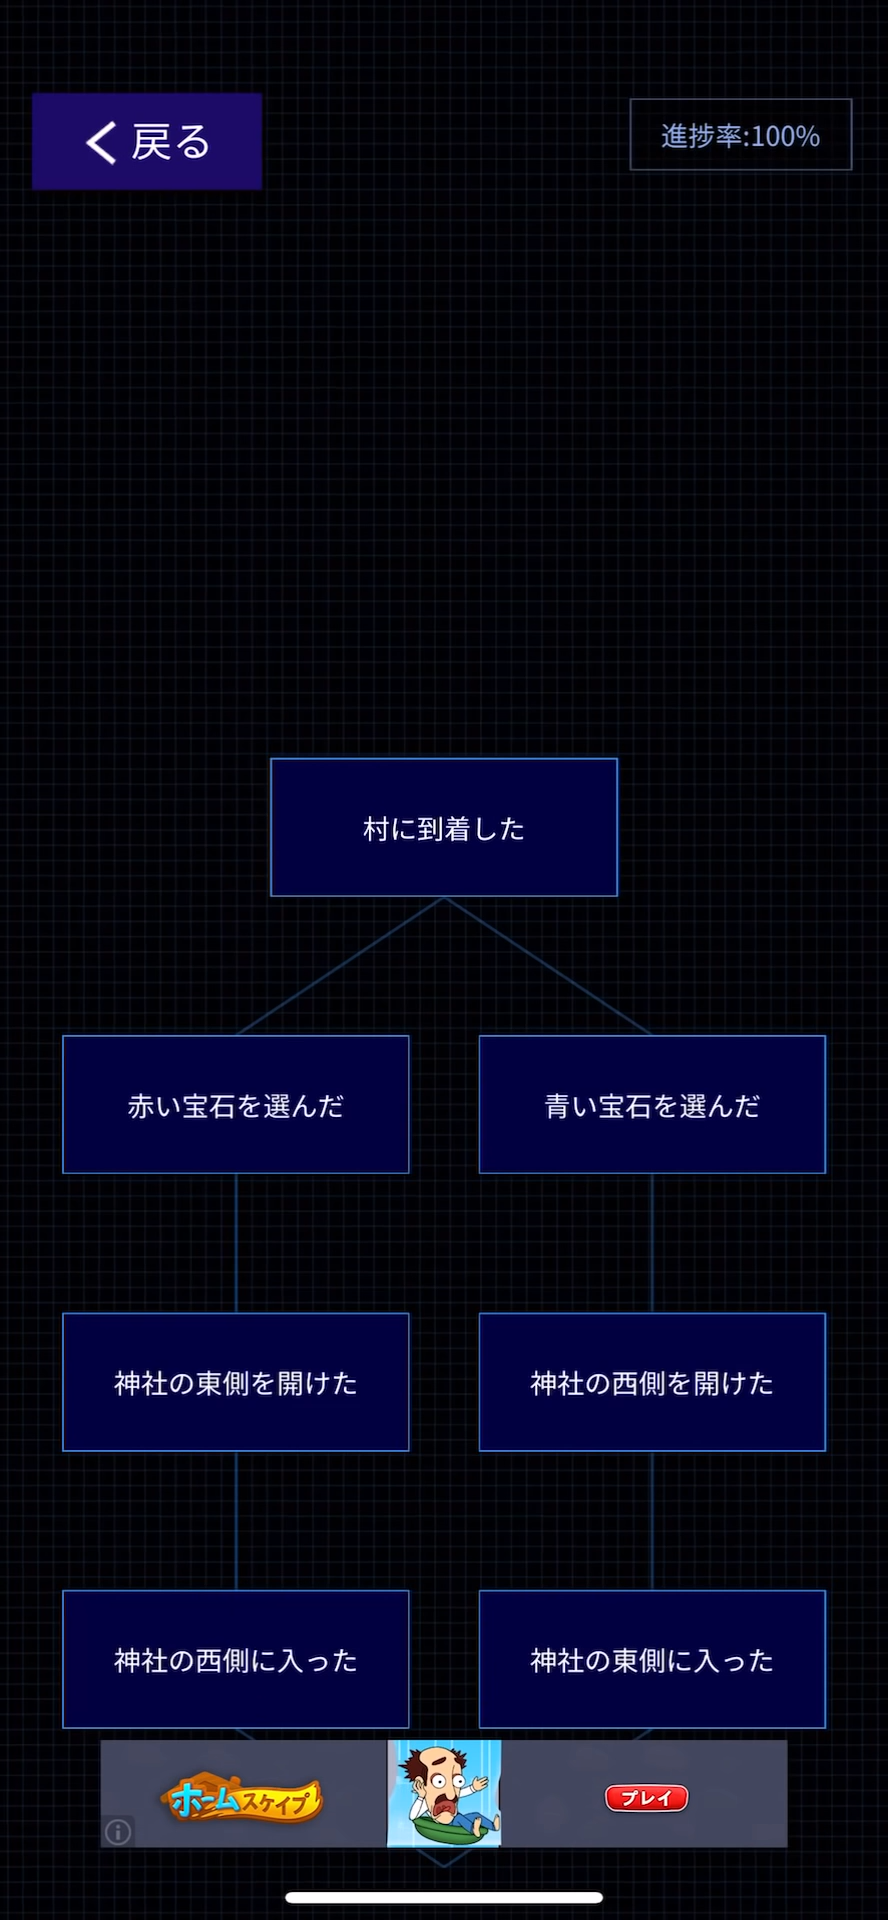 戻る
進捗率:100%
村に到着した
赤い宝石を選んだ
青い宝石を選んだ
神社の東側を開けた
神社の西側を開けた
神社の西側に入った
神社の東側に入った
ホームスケイプ
プレイ